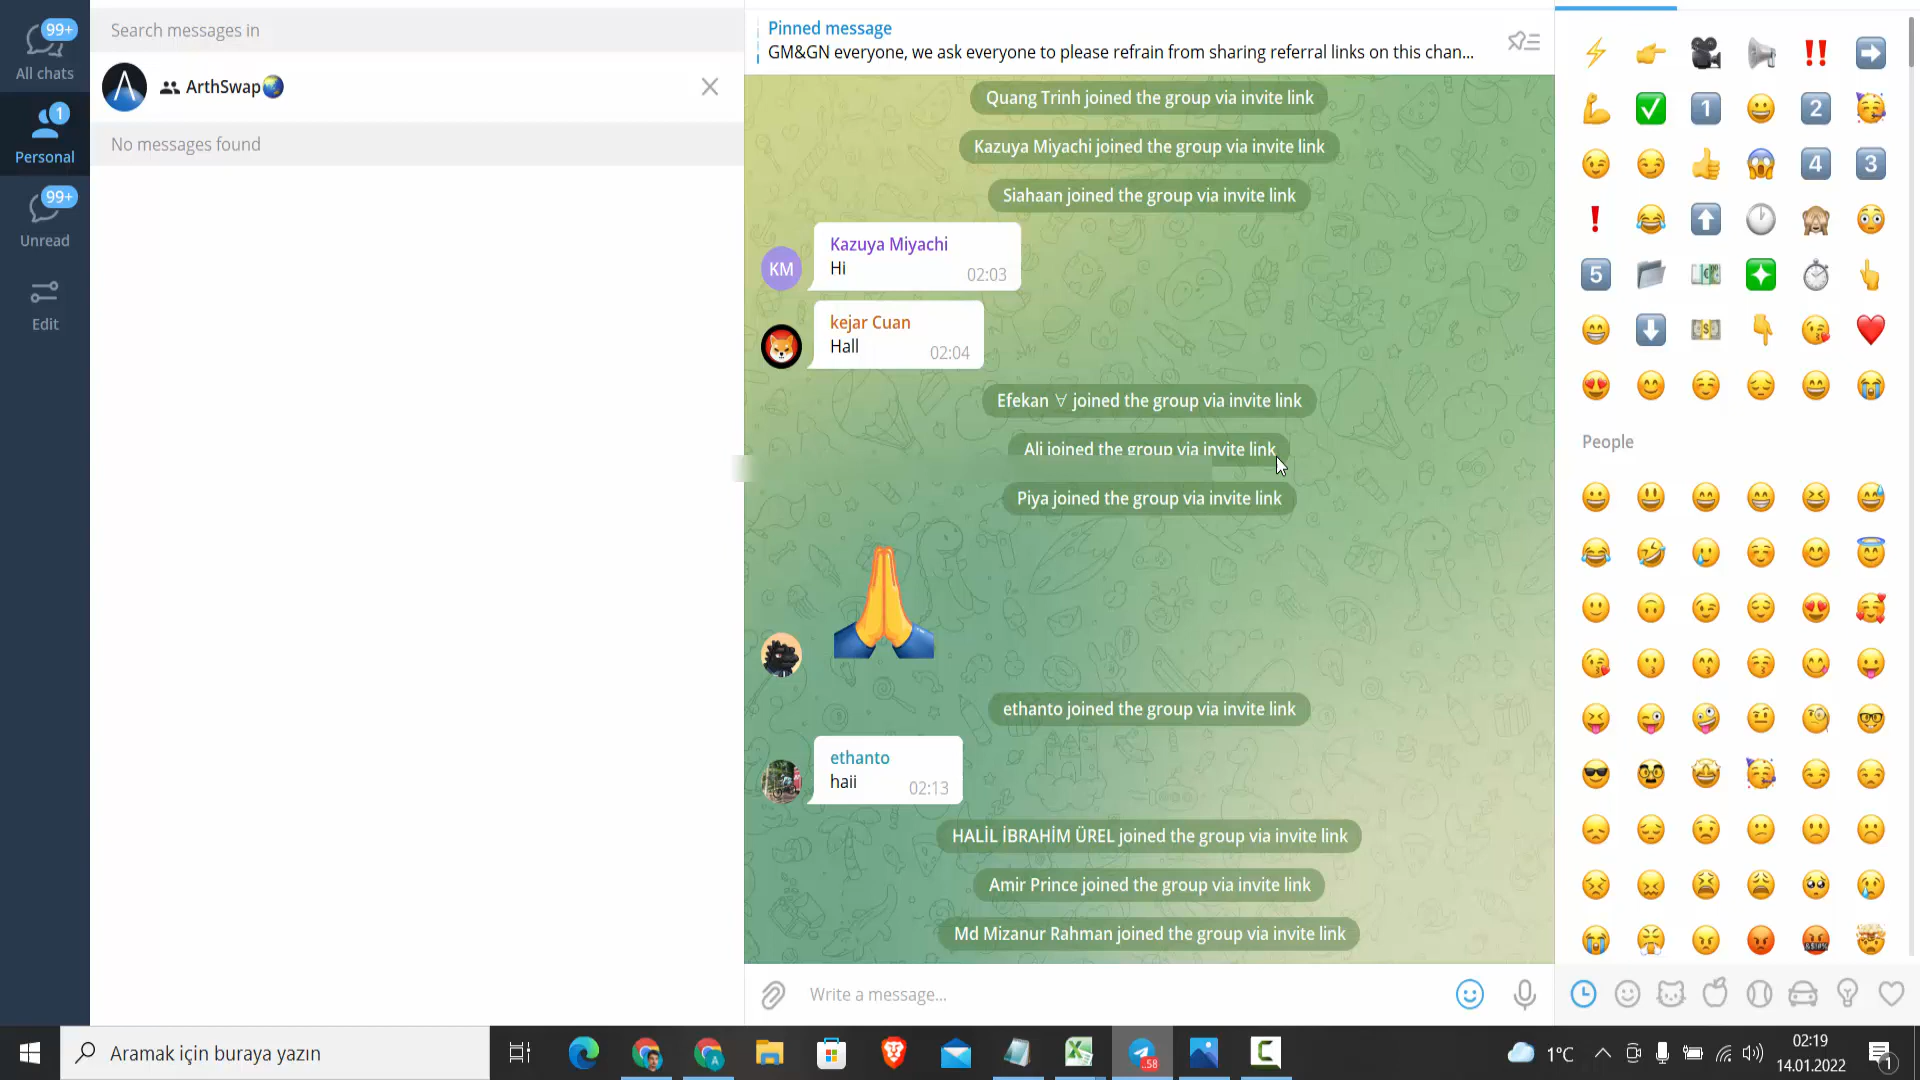 99+
All chats
1
Personal
99+
Unread
Edit
Search messages in
ArthSwap
No messages found
Pinned message
GM&GN everyone, we ask everyone to please refrain from sharing referral links on this chan...
Quang Trinh joined the group via invite link
Kazuya Miyachi joined the group via invite link
Siahaan joined the group via invite link
KM
Kazuya Miyachi
Hi
02:03
kejar Cuan
Hall
02:04
Efekan ∀ joined the group via invite link
Ali joined the group via invite link
Piya joined the group via invite link
ethanto joined the group via invite link
ethanto
haii
02:13
HALİL İBRAHİM ÜREL joined the group via invite link
Amir Prince joined the group via invite link
Md Mizanur Rahman joined the group via invite link
Write a message...
1
2
4
3
5
People
Aramak için buraya yazın
A
..58
1°C
02:19
14.01.2022
1